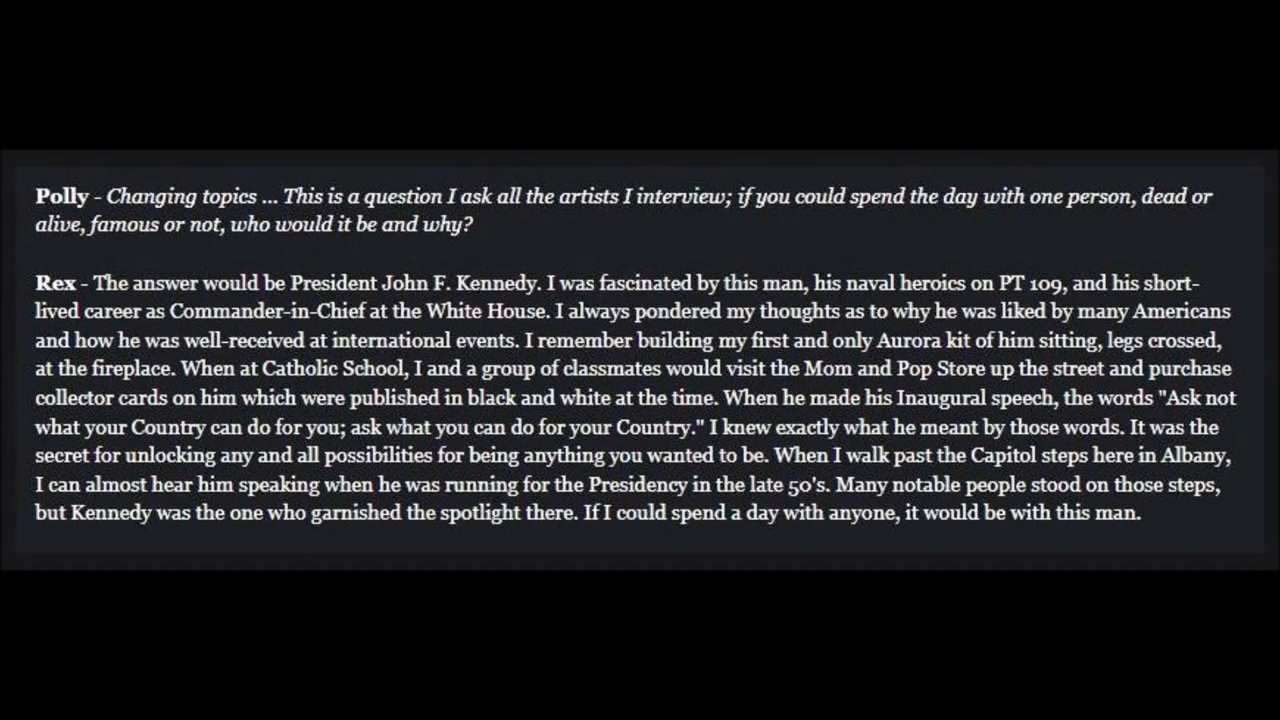 Polly - Changing topics ... This is a question I ask all the artists I interview; if you could spend the day with one person, dead or
alive, famous or not, who would it be and why?
Rex - The answer would be President John F. Kennedy. I was fascinated by this man, his naval heroics on PT 109, and his short-
lived career as Commander-in-Chief at the White House. I always pondered my thoughts as to why he was liked by many Americans
and how he was well-received at international events. I remember building my first and only Aurora kit of him sitting, legs crossed,
at the fireplace. When at Catholic School, I and a group of classmates would visit the Mom and Pop Store up the street and purchase
collector cards on him which were published in black and white at the time. When he made his Inaugural speech, the words "Ask not
what your Country can do for you; ask what you can do for your Country." I knew exactly what he meant by those words. It was the
secret for unlocking any and all possibilities for being anything you wanted to be. When I walk past the Capitol steps here in Albany,
I can almost hear him speaking when he was running for the Presidency in the late 50's. Many notable people stood on those steps,
but Kennedy was the one who garnished the spotlight there. If I could spend a day with anyone, it would be with this man.